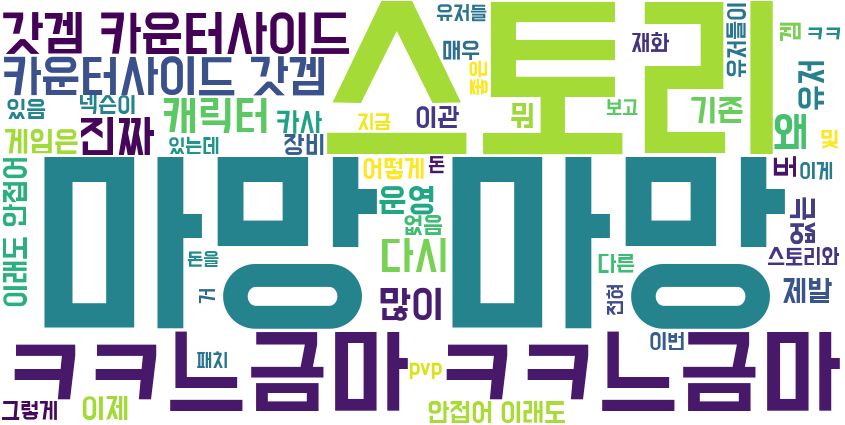 갓겜 카운터사이드
스토리
유저들
매우
좀인
재화
유저들이
겜
ㅋㅋ
카운터사이드 갓겜
유저
있음
넥슨이
캐릭터
카사
지금
이관
뭐
보고
기존
왜
및
게임은
진짜
있는데
장비
이래도 안접어
마망 마망
어떻게
돈
버
이게
운영
없음
없는
다시
돈을
다른
스토리와
거
많이
전혀
제발
ㅋㅋ느금마 ㅋㅋ느금마
패치
pvp
이번
그렇게
이제
안접어 이래도